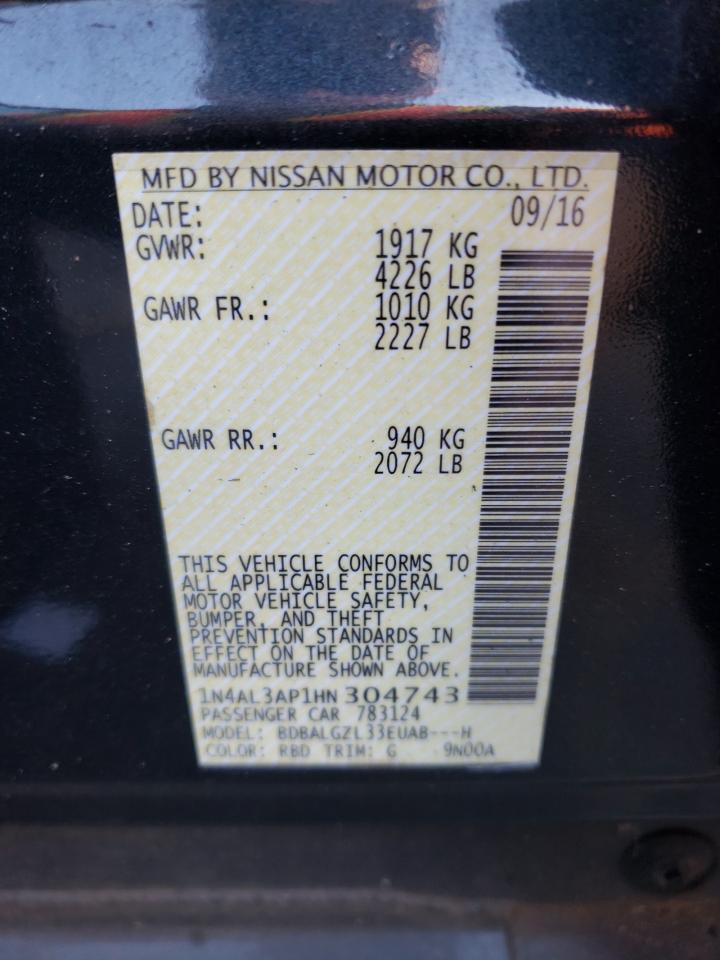 MFD BY NISSAN MOTOR CO., LTD.
DATE: 09/16
GVWR: 1917 KG
4226 LB
GAWR FR.: 1010 KG
2227 LB
GAWR RR.: 940 KG
2072 LB
THIS VEHICLE CONFORMS TO
ALL APPLICABLE FEDERAL
MOTOR VEHICLE SAFETY,
BUMPER, AND THEFT
PREVENTION STANDARDS IN
EFFECT ON THE DATE OF
MANUFACTURE SHOWN ABOVE.
1N4AL3AP1HN304743
PASSENGER CAR 783124
MODEL: BDBALGZL33EUAB---H
COLOR: RBD TRIM: G 9N00A